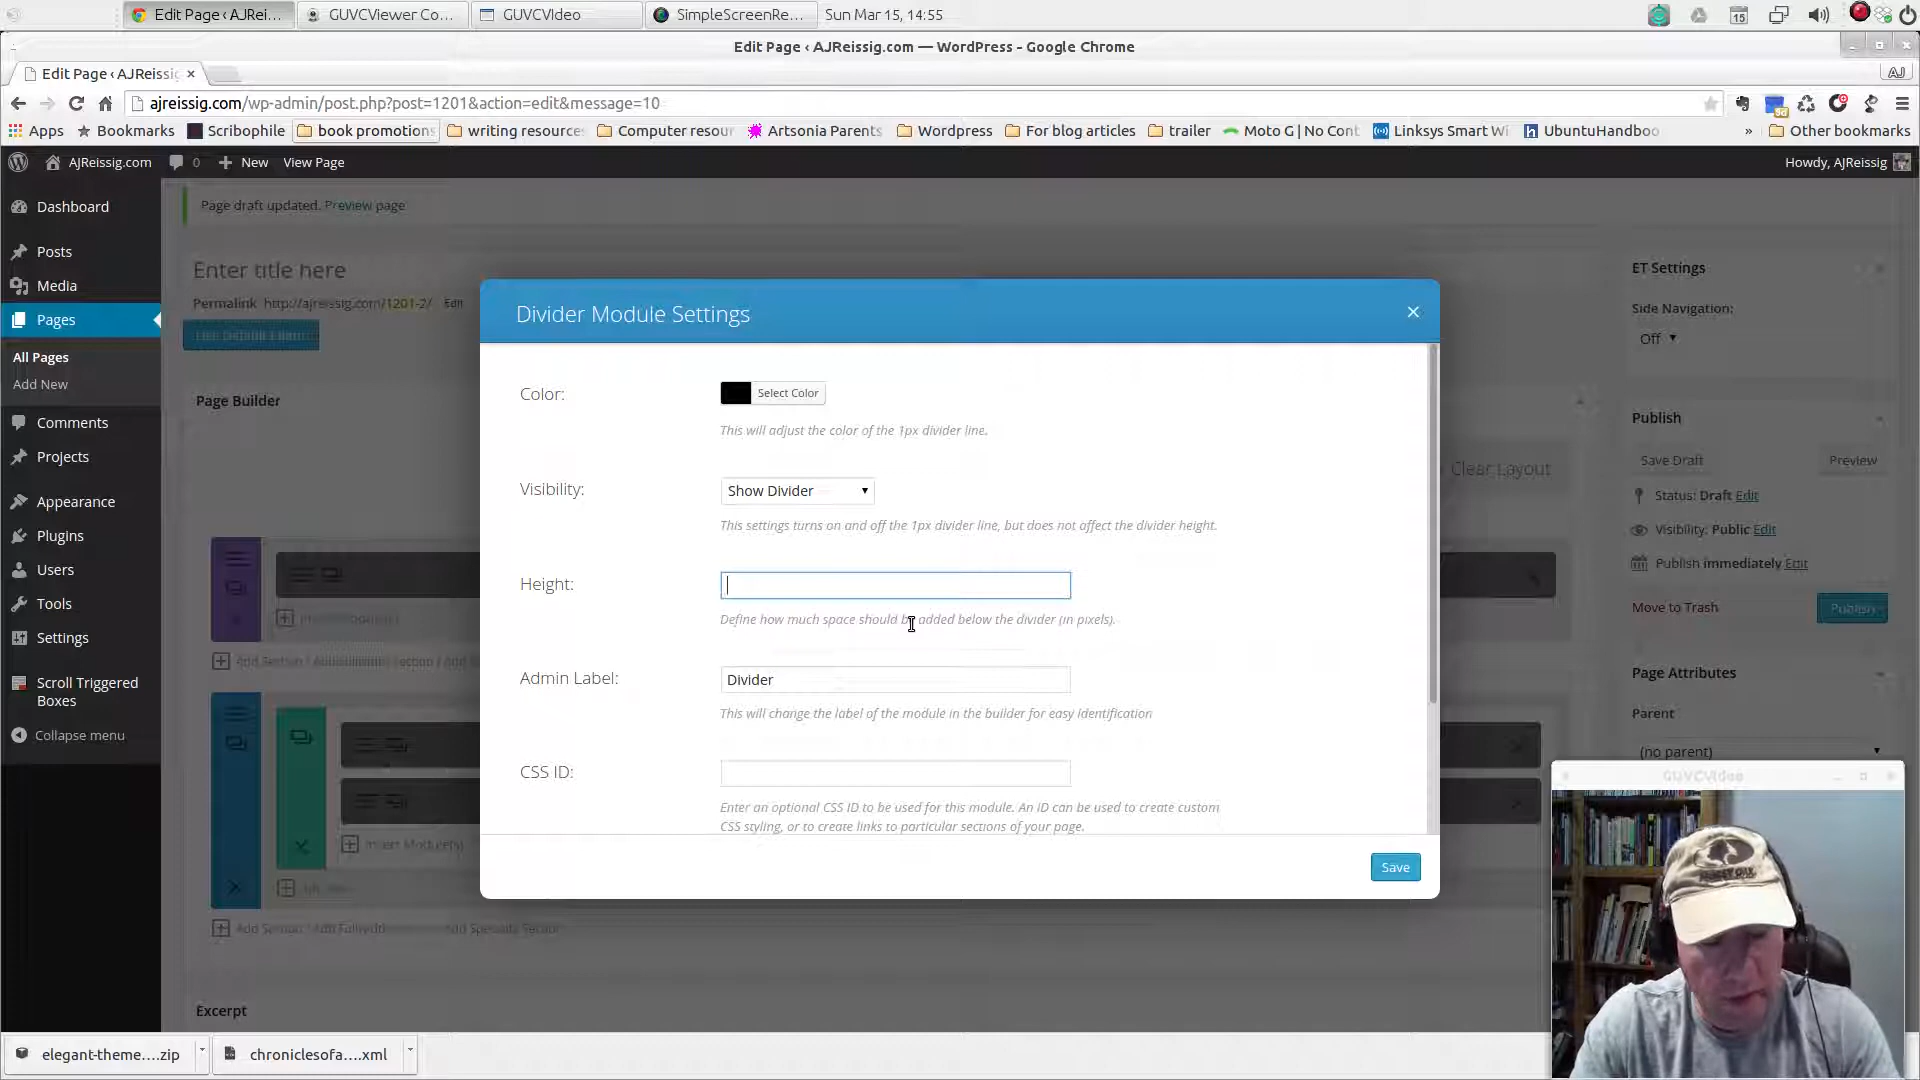 Edit Page ‹ AJRei...
GUVCViewer Co...
GUVCVIdeo
SimpleScreenRe...
Sun Mar 15, 14:55
15
Edit Page ‹ AJReissig.com — WordPress - Google Chrome
Edit Page ‹ AJReissig
AJ
ajreissig.com/wp-admin/post.php?post=1201&action=edit&message=10
Apps
Bookmarks
Scribophile
book promotions
writing resource
Computer resou
Artsonia Parents
Wordpress
For blog articles
trailer
Moto G | No Cont
Linksys Smart Wi
UbuntuHandboo
»
Other bookmarks
AJReissig.com
0
New
View Page
Howdy, AJReissig
Dashboard
Posts
Media
Pages
All Pages
Add New
Comments
Projects
Appearance
Plugins
Users
Tools
Settings
Scroll Triggered
Boxes
Collapse menu
Page draft updated. Preview page
Enter title here
Permalink http://ajreissig.com/1201-2/ Edit
Page Builder
Clear Layout
Excerpt
Divider Module Settings
Color:
Select Color
This will adjust the color of the 1px divider line.
Visibility:
Show Divider
This settings turns on and off the 1px divider line, but does not affect the divider height.
Height:
Define how much space should be added below the divider (in pixels).
Admin Label:
Divider
This will change the label of the module in the builder for easy identification
CSS ID:
Enter an optional CSS ID to be used for this module. An ID can be used to create custom
CSS styling, or to create links to particular sections of your page.
Save
ET Settings
Side Navigation:
Off
Publish
Save Draft
Preview
Status: Draft Edit
Visibility: Public Edit
Publish immediately Edit
Move to Trash
Publish
Page Attributes
Parent
(no parent)
GUVCVideo
elegant-theme....zip
chroniclesofa....xml